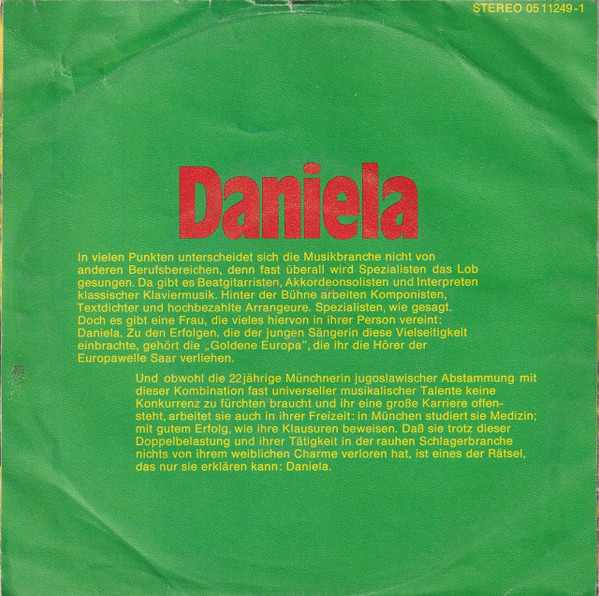 STEREO 05 11249-1
Daniela
In vielen Punkten unterscheidet sich die Musikbranche nicht von
anderen Berufsbereichen, denn fast überall wird Spezialisten das Lob
gesungen. Da gibt es Beatgitarristen, Akkordeonsolisten und Interpreten
klassischer Klaviermusik. Hinter der Bühne arbeiten Komponisten,
Textdichter und hochbezahlte Arrangeure. Spezialisten, wie gesagt.
Doch es gibt eine Frau, die vieles hiervon in ihrer Person vereint:
Daniela. Zu den Erfolgen, die der jungen Sängerin diese Vielseitigkeit
einbrachte, gehört die „Goldene Europa", die ihr die Hörer der
Europawelle Saar verliehen.
Und obwohl die 22jährige Münchnerin jugoslawischer Abstammung mit
dieser Kombination fast universeller musikalischer Talente keine
Konkurrenz zu fürchten braucht und ihr eine große Karriere offen-
steht, arbeitet sie auch in ihrer Freizeit: in München studiert sie Medizin;
mit gutem Erfolg, wie ihre Klausuren beweisen. Daß sie trotz dieser
Doppelbelastung und ihrer Tätigkeit in der rauhen Schlagerbranche
nichts von ihrem weiblichen Charme verloren hat, ist eines der Rätsel,
das nur sie erklären kann: Daniela.